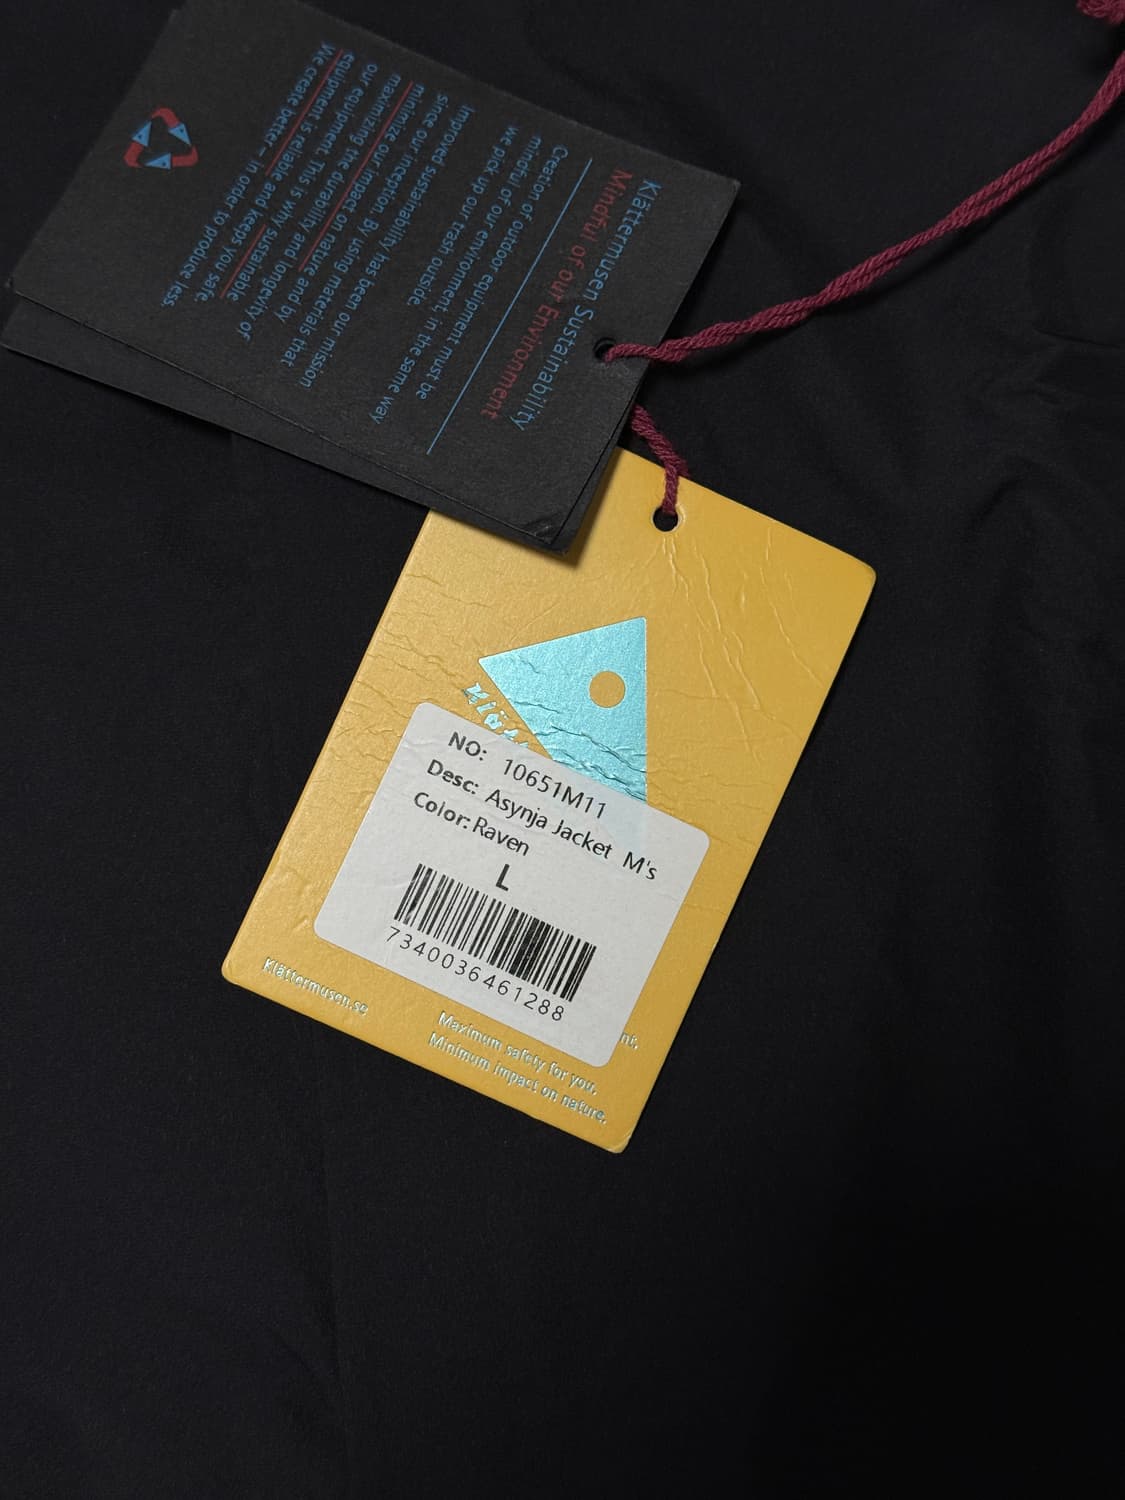 Klättermusen Sustainability
Mindful of our Environment
Creation of outdoor equipment must be
mindful of our environment, in the same way
we pick up our trash outside.
Improved sustainability has been our mission
since our inception. By using materials that
minimize our impact on nature and by
maximizing the durability and longevity of
our equipment. This is why sustainable
equipment is reliable and keeps you safe.
We create better – in order to produce less.
NO: 10651M11
Desc: Asynja Jacket M's
Color: Raven
L
7340036461288
Klättermusen.se
Maximum safety for you,
Minimum impact on nature.